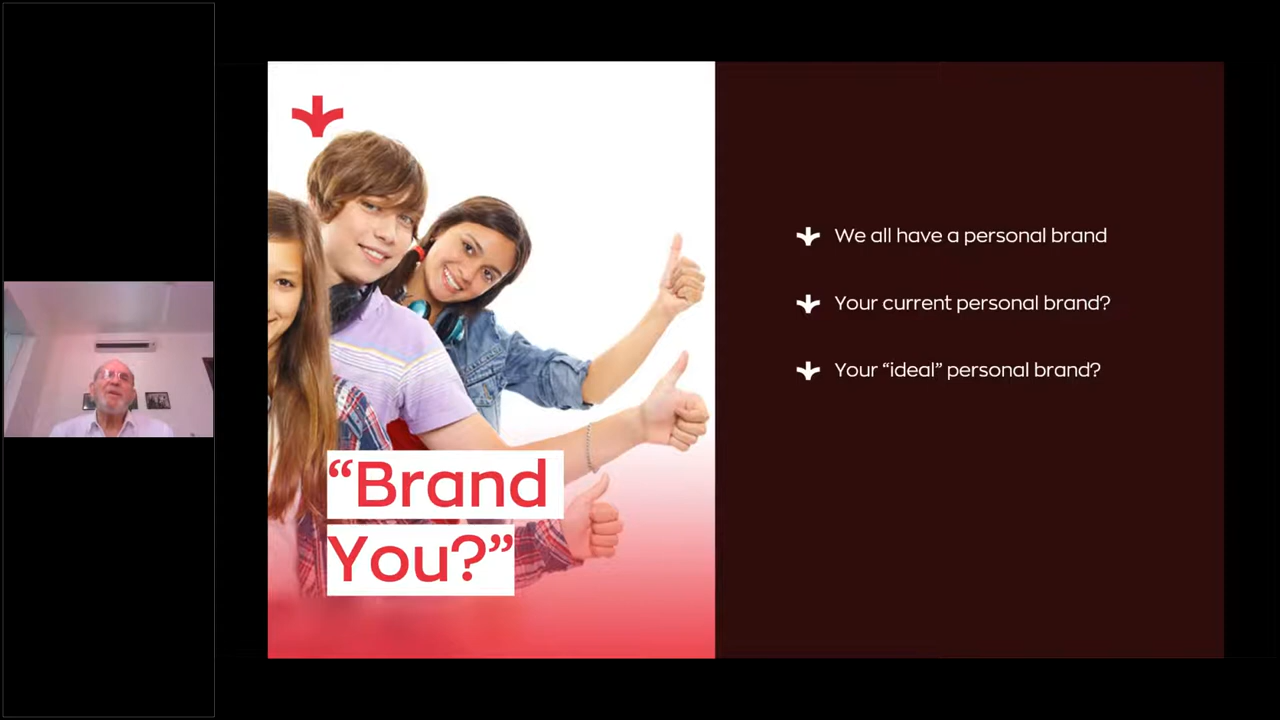 “Brand
You?”
We all have a personal brand
Your current personal brand?
Your “ideal” personal brand?